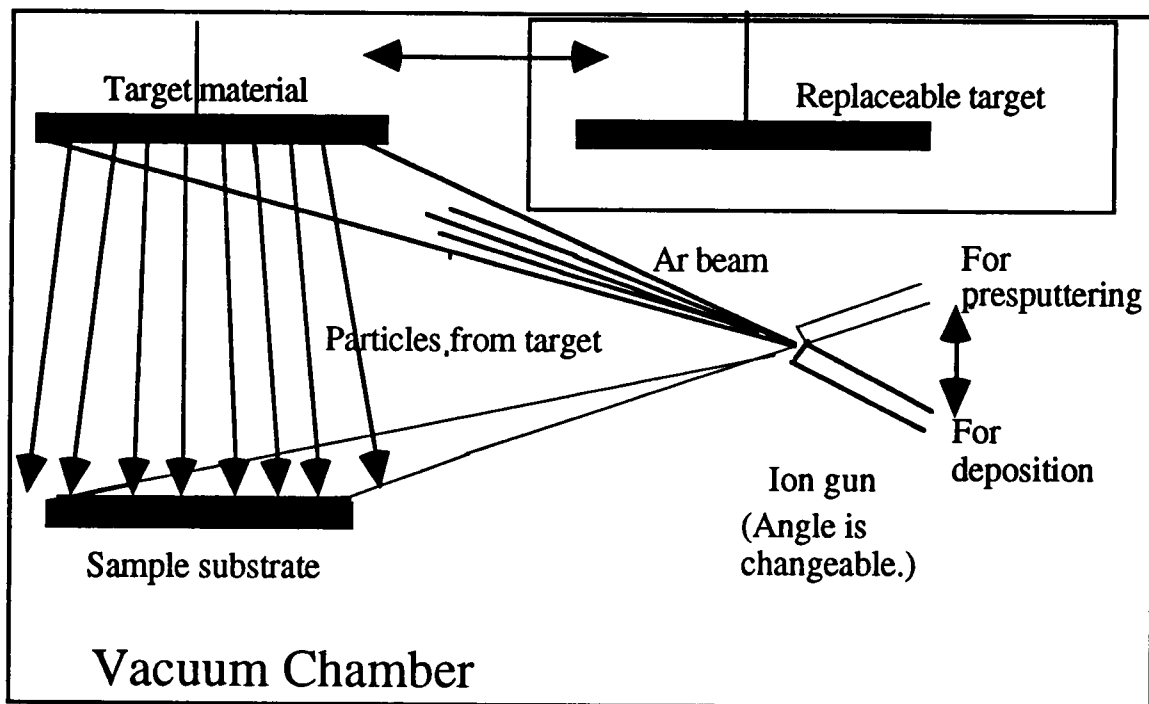 Target material
Replaceable target
Ar beam
For
presputtering
Particles from target
For
deposition
Ion gun
(Angle is
changeable.)
Sample substrate
Vacuum Chamber